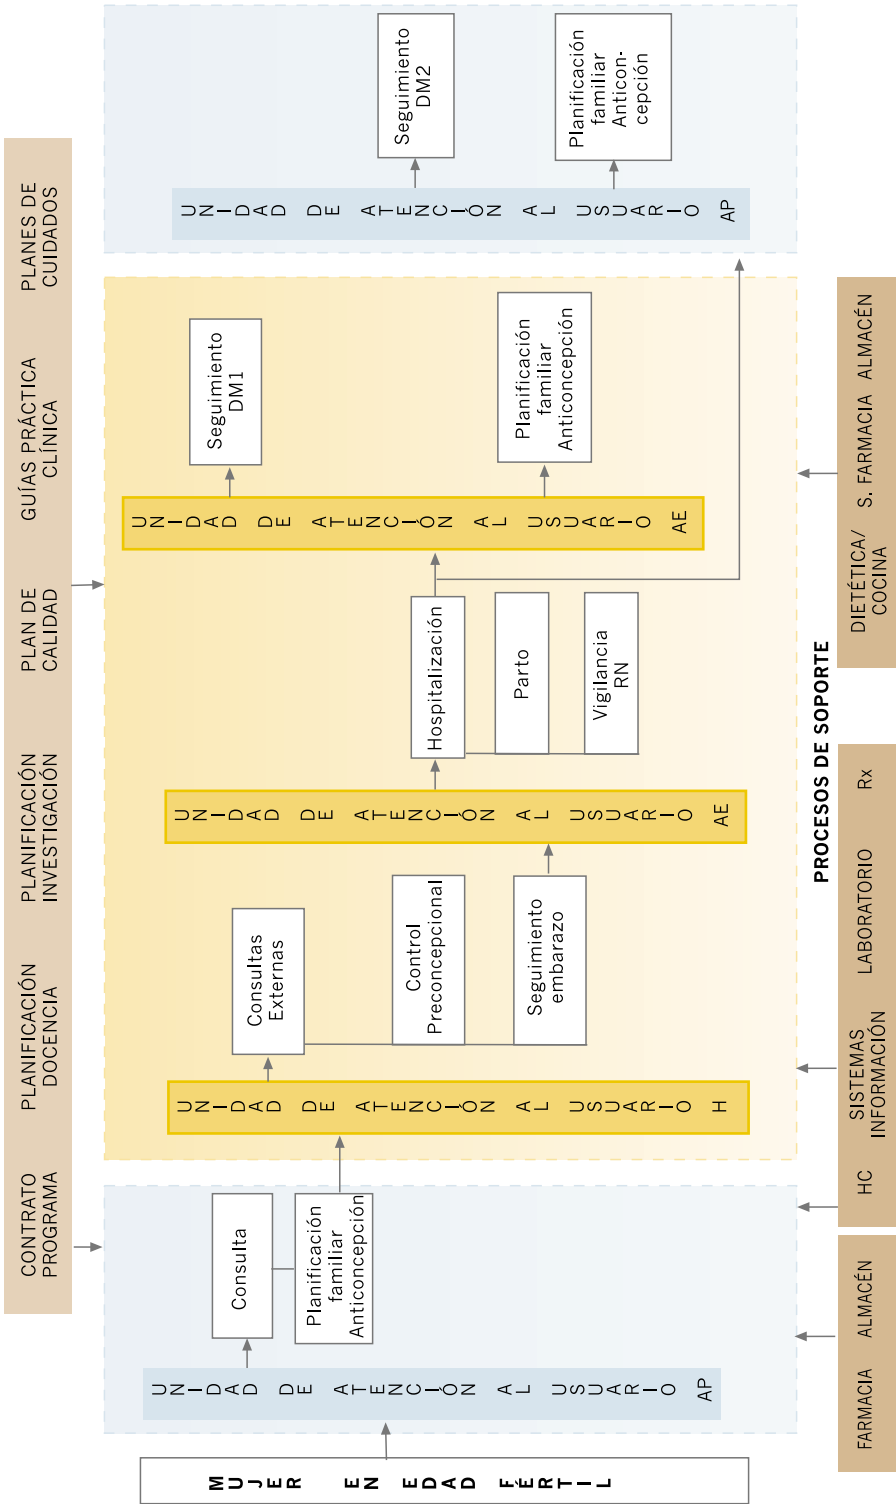 CONTRATO
PROGRAMA
PLANIFICACIÓN
DOCENCIA
PLANIFICACIÓN
INVESTIGACIÓN
PLAN DE
CALIDAD
GUÍAS PRÁCTICA
CLÍNICA
PLANES DE
CUIDADOS
MUJER EN EDAD FÉRTIL
UNIDAD DE ATENCIÓN AL USUARIO AP
Consulta
Planificación
familiar
Anticoncepción
UNIDAD DE ATENCIÓN AL USUARIO H
Consultas
Externas
Control
Preconcepcional
Seguimiento
embarazo
UNIDAD DE ATENCIÓN AL USUARIO AE
Hospitalización
Parto
Vigilancia
RN
UNIDAD DE ATENCIÓN AL USUARIO AE
Seguimiento
DM1
Planificación
familiar
Anticoncepción
UNIDAD DE ATENCIÓN AL USUARIO AP
Seguimiento
DM2
Planificación
familiar
Anticon-
cepción
PROCESOS DE SOPORTE
FARMACIA ALMACÉN
HC
SISTEMAS
INFORMACIÓN
LABORATORIO
Rx
DIETÉTICA/
COCINA
S. FARMACIA ALMACÉN